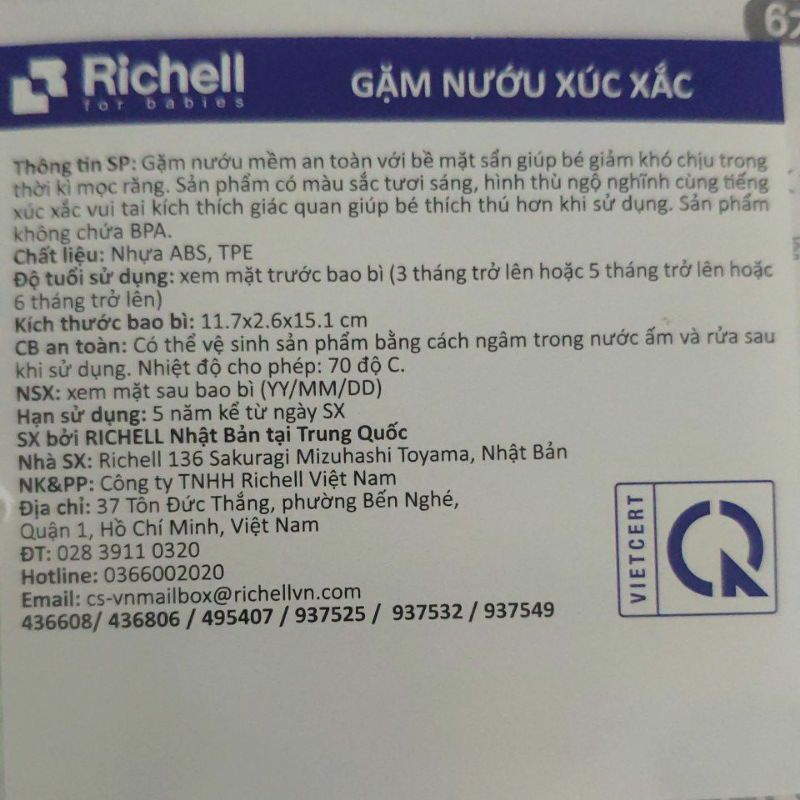 6
Richell
for babies
GẶM NƯỚU XÚC XẮC
Thông tin SP: Gặm nướu mềm an toàn với bề mặt sẩn giúp bé giảm khó chịu trong
thời kì mọc răng. Sản phẩm có màu sắc tươi sáng, hình thù ngộ nghĩnh cùng tiếng
xúc xắc vui tai kích thích giác quan giúp bé thích thú hơn khi sử dụng. Sản phẩm
không chứa BPA.
Chất liệu: Nhựa ABS, TPE
Độ tuổi sử dụng: xem mặt trước bao bì (3 tháng trở lên hoặc 5 tháng trở lên hoặc
6 tháng trở lên)
Kích thước bao bì: 11.7x2.6x15.1 cm
CB an toàn: Có thể vệ sinh sản phẩm bằng cách ngâm trong nước ấm và rửa sau
khi sử dụng. Nhiệt độ cho phép: 70 độ C.
NSX: xem mặt sau bao bì (YY/MM/DD)
Hạn sử dụng: 5 năm kể từ ngày SX
SX bởi RICHELL Nhật Bản tại Trung Quốc
Nhà SX: Richell 136 Sakuragi Mizuhashi Toyama, Nhật Bản
NK&PP: Công ty TNHH Richell Việt Nam
Địa chỉ: 37 Tôn Đức Thắng, phường Bến Nghé,
Quận 1, Hồ Chí Minh, Việt Nam
ĐT: 028 3911 0320
Hotline: 0366002020
Email: cs-vnmailbox@richellvn.com
436608/ 436806 / 495407 / 937525 / 937532 / 937549
VIETCERT